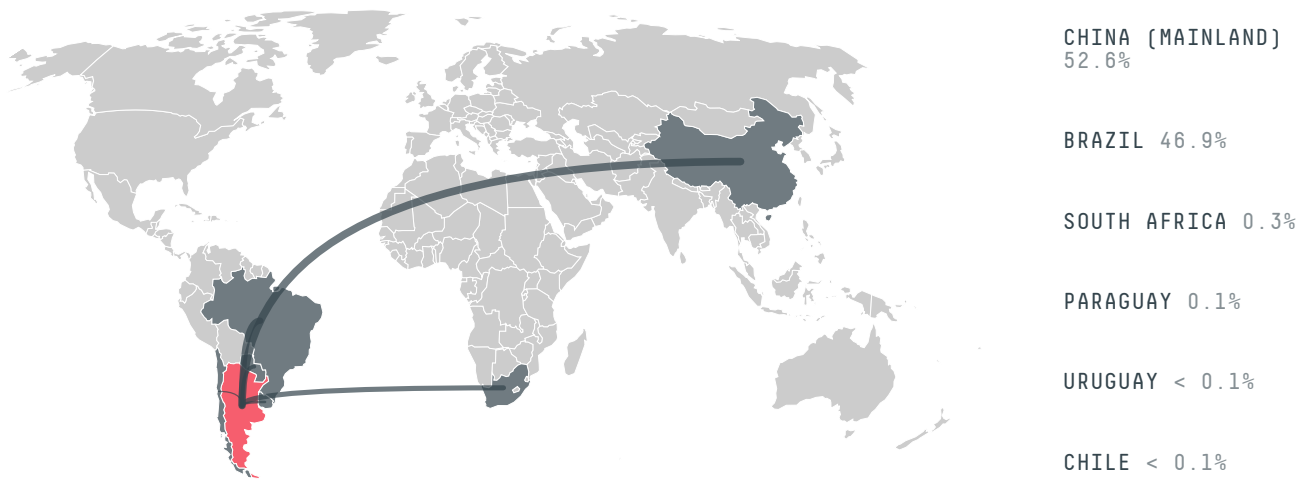 CHINA (MAINLAND)
52.6%
BRAZIL 46.9%
SOUTH AFRICA 0.3%
PARAGUAY 0.1%
URUGUAY < 0.1%
CHILE < 0.1%